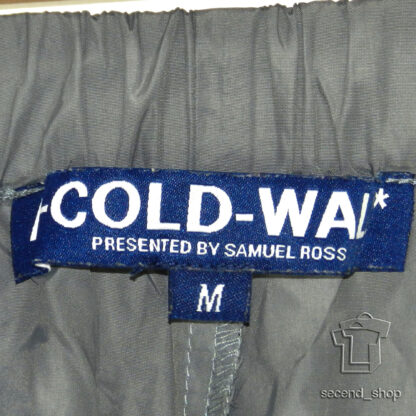 COLD-WAL*
PRESENTED BY SAMUEL ROSS
M
secend_shop